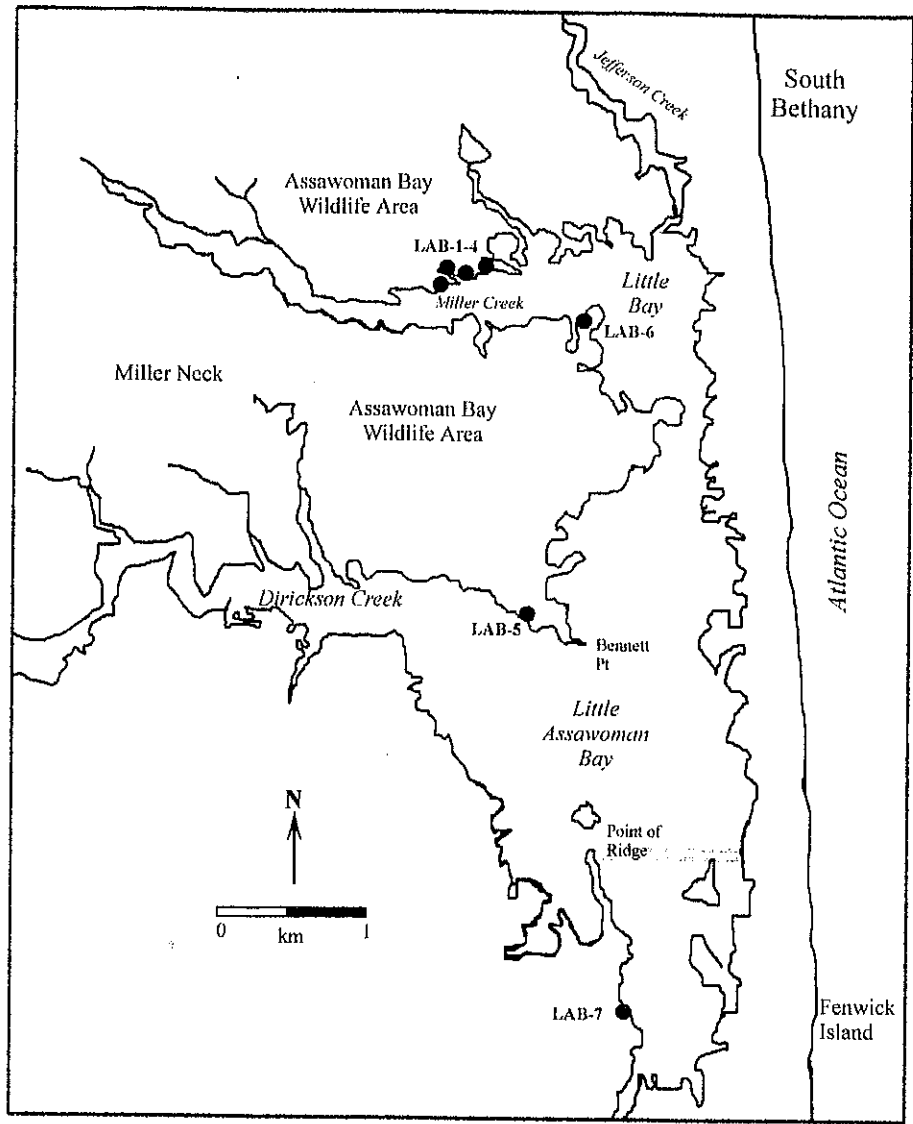 Jefferson Creek
South
Bethany
Assawoman Bay
Wildlife Area
LAB-1-4
Little
Bay
Miller Creek
LAB-6
Miller Neck
Assawoman Bay
Wildlife Area
Atlantic Ocean
Dirickson Creek
LAB-5
Bennett
Pt
Little
Assawoman
Bay
N
Point of
Ridge
0 1
km
LAB-7
Fenwick
Island